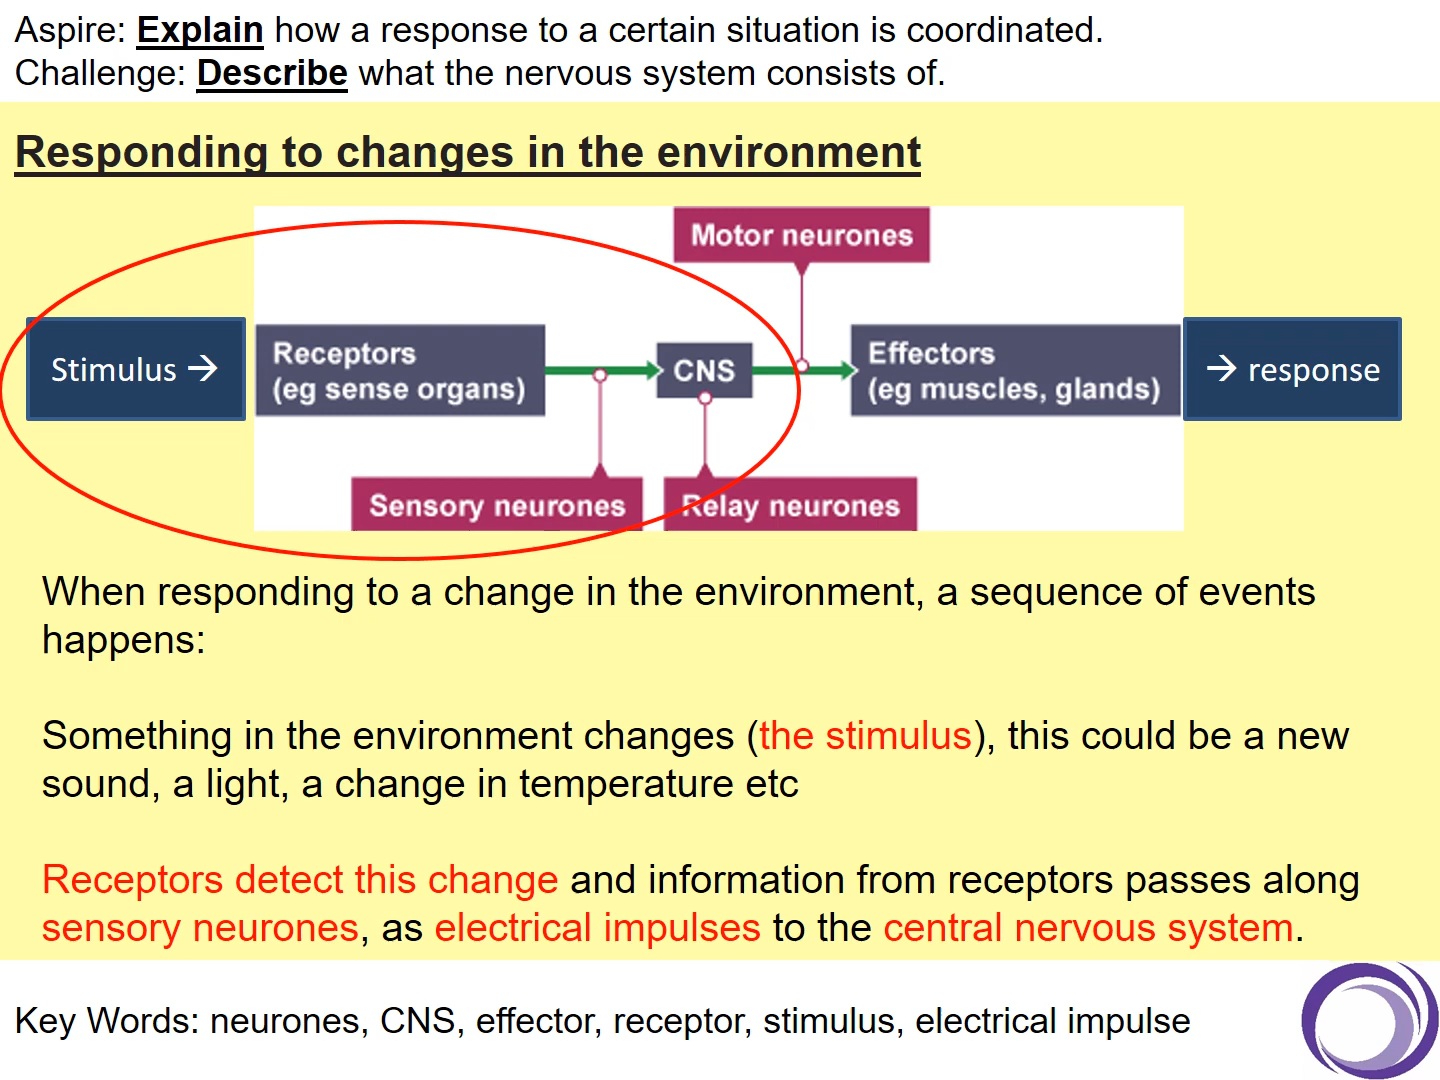 Aspire: Explain how a response to a certain situation is coordinated.
Challenge: Describe what the nervous system consists of.
Responding to changes in the environment
Motor neurones
Stimulus →
Receptors
(eg sense organs)
CNS
Effectors
(eg muscles, glands)
→ response
Sensory neurones
Relay neurones
When responding to a change in the environment, a sequence of events
happens:
Something in the environment changes (the stimulus), this could be a new
sound, a light, a change in temperature etc
Receptors detect this change and information from receptors passes along
sensory neurones, as electrical impulses to the central nervous system.
Key Words: neurones, CNS, effector, receptor, stimulus, electrical impulse